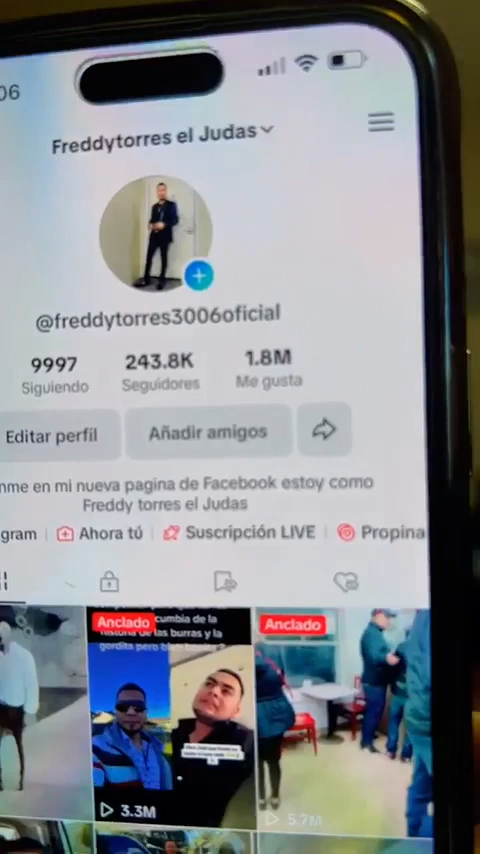 06
Freddytorres el Judas
@freddytorres3006oficial
9997 243.8K 1.8M
Siguiendo Seguidores Me gusta
Editar perfil Añadir amigos
nme en mi nueva pagina de Facebook estoy como
Freddy torres el Judas
gram Ahora tú Suscripción LIVE Propina
Anclado cumbia de la
historia de las burras y la
gordita pero bien
Anclado
3.3M
5.7M